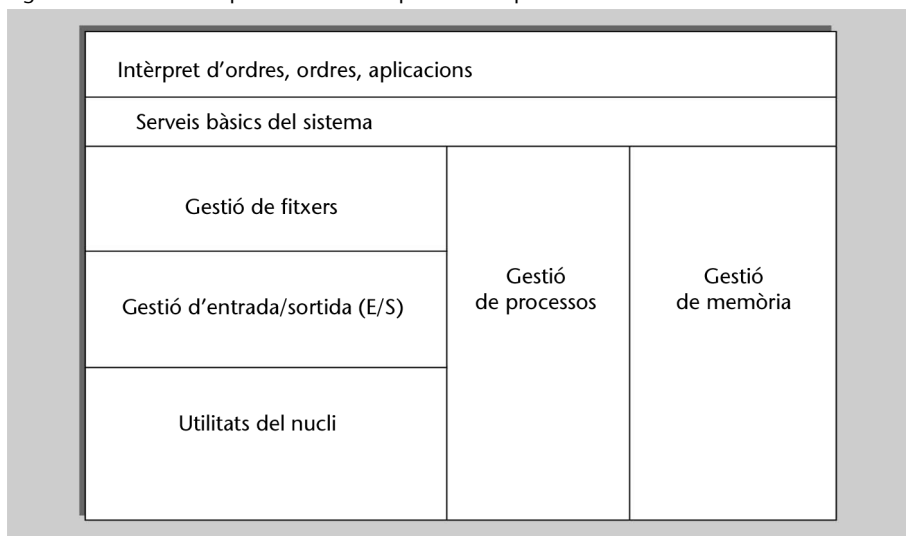 Intèrpret d'ordres, ordres, aplicacions
Serveis bàsics del sistema
Gestió de fitxers
Gestió d'entrada/sortida (E/S)
Utilitats del nucli
Gestió
de processos
Gestió
de memòria